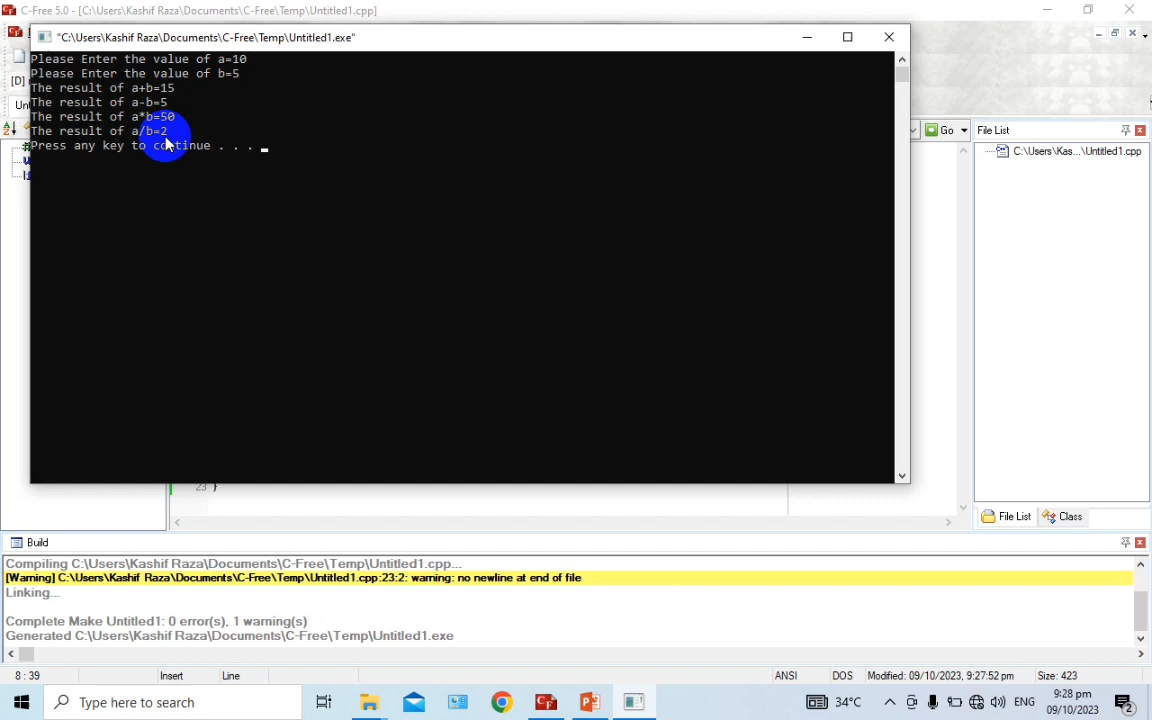 C-Free 5.0 - [C:\Users\Kashif Raza\Documents\C-Free\Temp\Untitled1.cpp]
"C:\Users\Kashif Raza\Documents\C-Free\Temp\Untitled1.exe"
Please Enter the value of a=10
Please Enter the value of b=5
The result of a+b=15
The result of a-b=5
The result of a*b=50
The result of a/b=2
Press any key to continue . . .
[D]
Go
File List
C:\Users\Kas...\Untitled1.cpp
23 }
File List
Class
Build
Compiling C:\Users\Kashif Raza\Documents\C-Free\Temp\Untitled1.cpp...
[Warning] C:\Users\Kashif Raza\Documents\C-Free\Temp\Untitled1.cpp:23:2: warning: no newline at end of file
Linking...
Complete Make Untitled1: 0 error(s), 1 warning(s)
Generated C:\Users\Kashif Raza\Documents\C-Free\Temp\Untitled1.exe
8 : 39
Insert
Line
ANSI
DOS
Modified: 09/10/2023, 9:27:52 pm
Size: 423
Type here to search
34°C
ENG
9:28 pm
09/10/2023
2